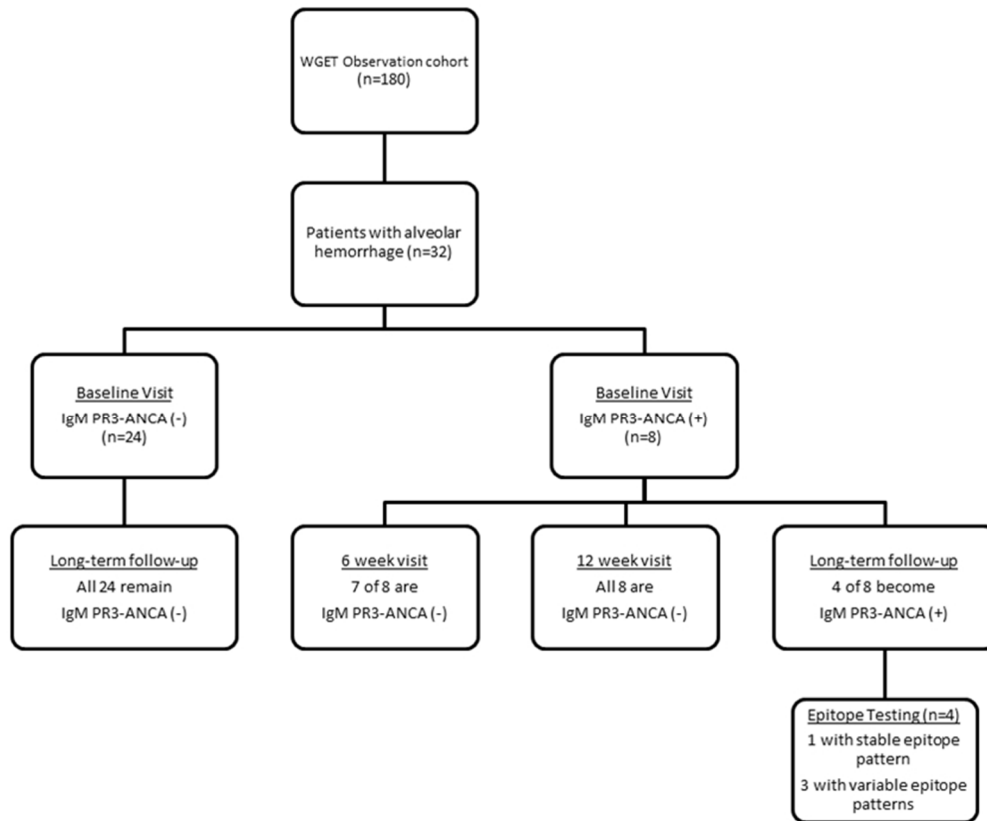 WGET Observation cohort
(n=180)
Patients with alveolar
hemorrhage (n=32)
Baseline Visit
IgM PR3-ANCA (-)
(n=24)
Baseline Visit
IgM PR3-ANCA (+)
(n=8)
Long-term follow-up
All 24 remain
IgM PR3-ANCA (-)
6 week visit
7 of 8 are
IgM PR3-ANCA (-)
12 week visit
All 8 are
IgM PR3-ANCA (-)
Long-term follow-up
4 of 8 become
IgM PR3-ANCA (+)
Epitope Testing (n=4)
1 with stable epitope
pattern
3 with variable epitope
patterns